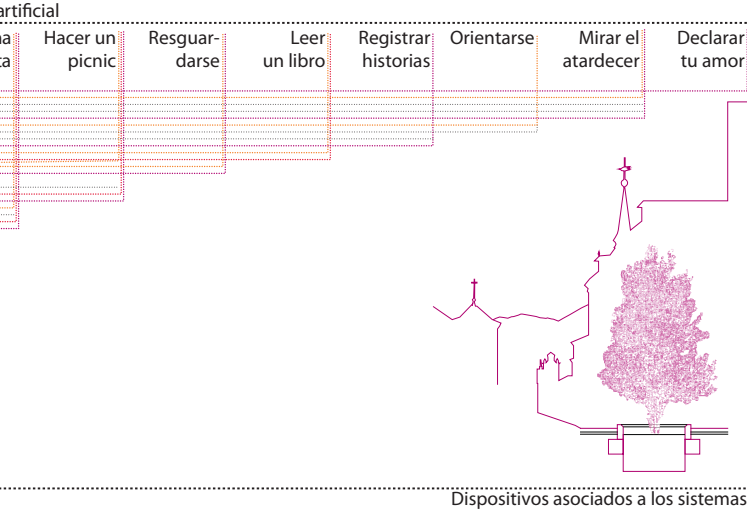 artificial
Hacer un
picnic
Resguar-
darse
Leer
un libro
Registrar
historias
Orientarse
Mirar el
atardecer
Declarar
tu amor
Dispositivos asociados a los sistemas